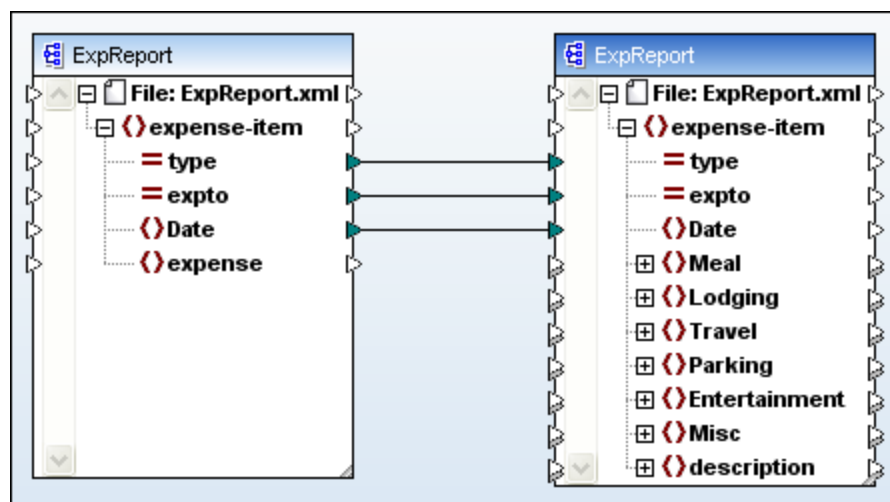 ExpReport
File: ExpReport.xml
expense-item
type
expto
Date
expense
ExpReport
File: ExpReport.xml
expense-item
type
expto
Date
Meal
Lodging
Travel
Parking
Entertainment
Misc
description